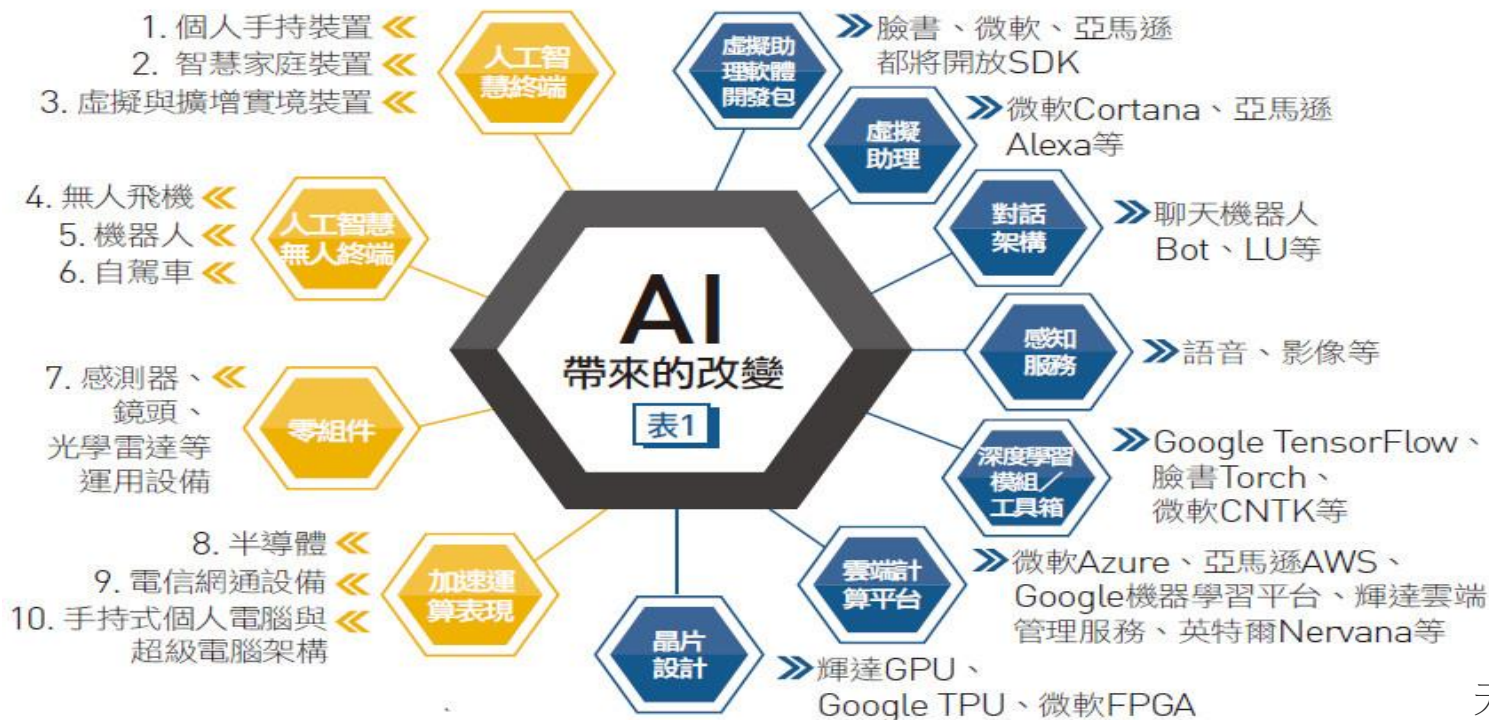 1. 個人手持裝置
2. 智慧家庭裝置
3. 虛擬與擴增實境裝置
人工智
慧終端
4. 無人飛機
5. 機器人
6. 自駕車
人工智慧
無人終端
7. 感測器、
鏡頭、
光學雷達等
運用設備
零組件
8. 半導體
9. 電信網通設備
10. 手持式個人電腦與
超級電腦架構
加速運
算表現
AI
帶來的改變
表1
虛擬助
理軟體
開發包
臉書、微軟、亞馬遜
都將開放SDK
虛擬
助理
微軟Cortana、亞馬遜
Alexa等
對話
架構
聊天機器人
Bot、LU等
感知
服務
語音、影像等
深度學習
模組／
工具箱
Google TensorFlow、
臉書Torch、
微軟CNTK等
雲端計
算平台
微軟Azure、亞馬遜AWS、
Google機器學習平台、輝達雲端
管理服務、英特爾Nervana等
晶片
設計
輝達GPU、
Google TPU、微軟FPGA